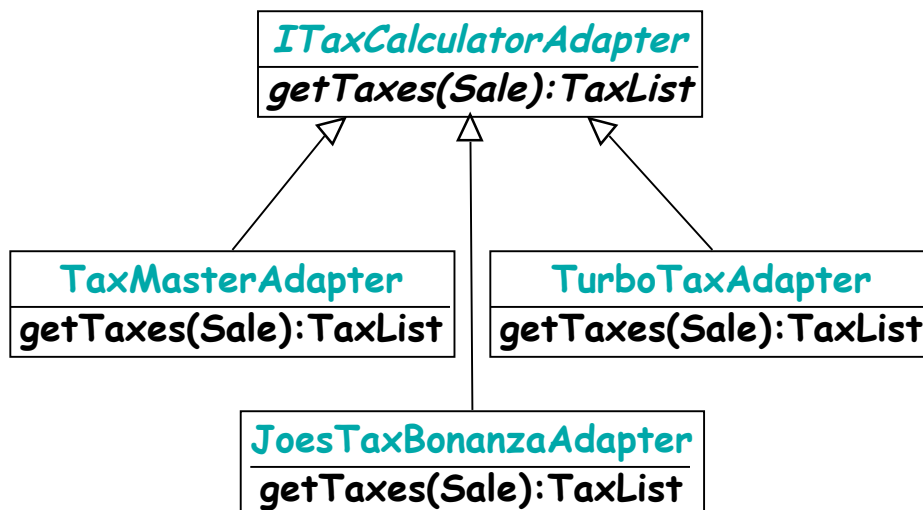 ITaxCalculatorAdapter
getTaxes(Sale):TaxList
TaxMasterAdapter
getTaxes(Sale):TaxList
TurboTaxAdapter
getTaxes(Sale):TaxList
JoesTaxBonanzaAdapter
getTaxes(Sale):TaxList